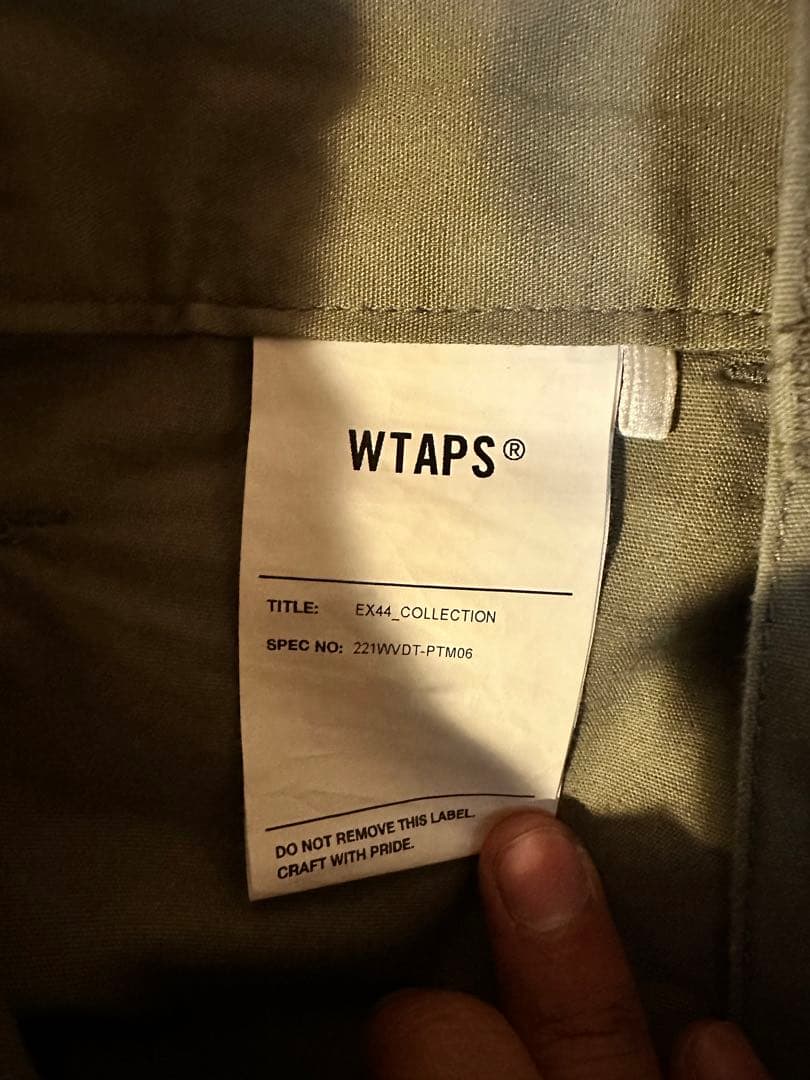 WTAPS®
TITLE: EX44_COLLECTION
SPEC NO: 221WVDT-PTM06
DO NOT REMOVE THIS LABEL.
CRAFT WITH PRIDE.